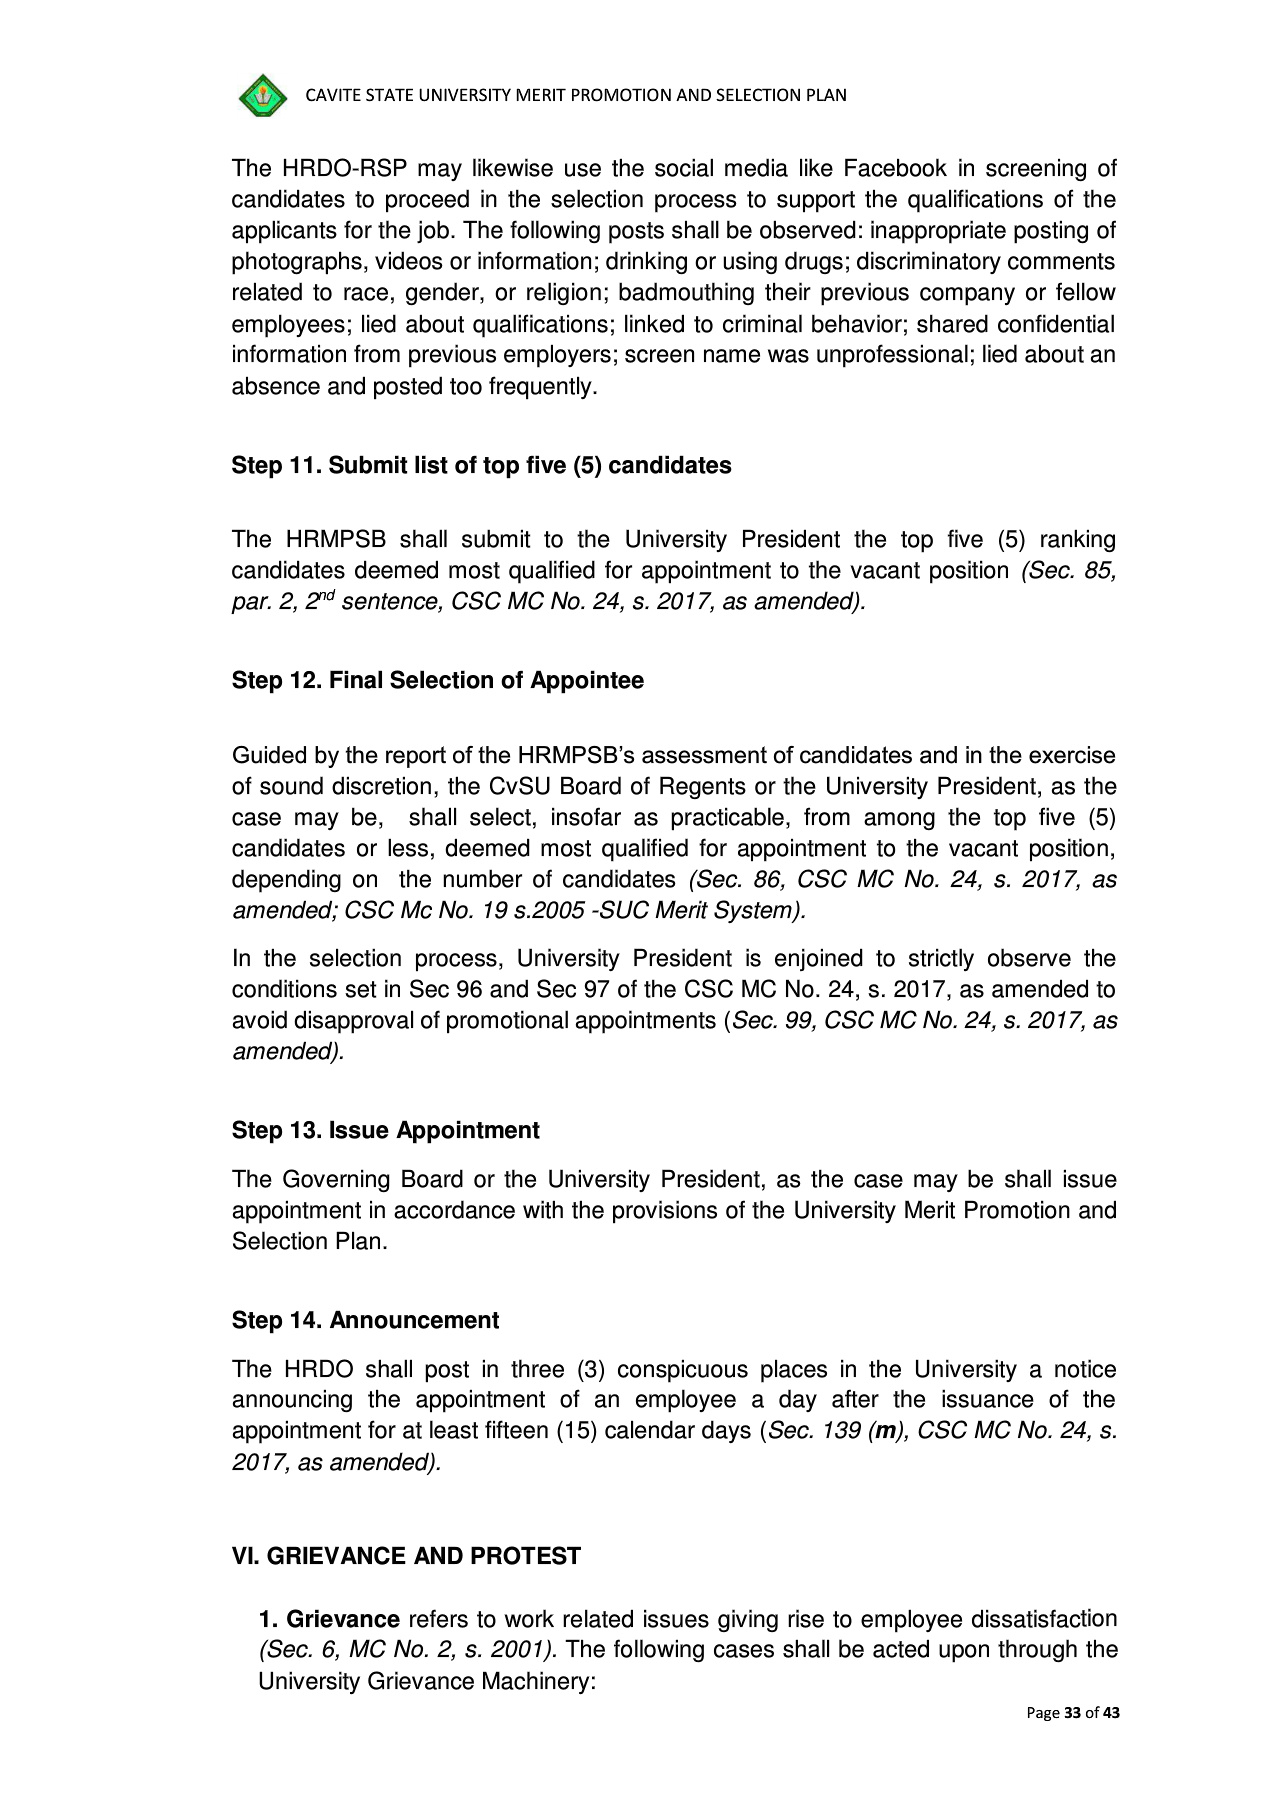 CAVITE STATE UNIVERSITY MERIT PROMOTION AND SELECTION PLAN
The HRDO-RSP may likewise use the social media like Facebook in screening of
candidates to proceed in the selection process to support the qualifications of the
applicants for the job. The following posts shall be observed: inappropriate posting of
photographs, videos or information; drinking or using drugs; discriminatory comments
related to race, gender, or religion; badmouthing their previous company or fellow
employees; lied about qualifications; linked to criminal behavior; shared confidential
information from previous employers; screen name was unprofessional; lied about an
absence and posted too frequently.
Step 11. Submit list of top five (5) candidates
The HRMPSB shall submit to the University President the top five (5) ranking
candidates deemed most qualified for appointment to the vacant position (Sec. 85,
par. 2, 2nd sentence, CSC MC No. 24, s. 2017, as amended).
Step 12. Final Selection of Appointee
Guided by the report of the HRMPSB’s assessment of candidates and in the exercise
of sound discretion, the CvSU Board of Regents or the University President, as the
case may be, shall select, insofar as practicable, from among the top five (5)
candidates or less, deemed most qualified for appointment to the vacant position,
depending on the number of candidates (Sec. 86, CSC MC No. 24, s. 2017, as
amended; CSC Mc No. 19 s.2005 -SUC Merit System).
In the selection process, University President is enjoined to strictly observe the
conditions set in Sec 96 and Sec 97 of the CSC MC No. 24, s. 2017, as amended to
avoid disapproval of promotional appointments (Sec. 99, CSC MC No. 24, s. 2017, as
amended).
Step 13. Issue Appointment
The Governing Board or the University President, as the case may be shall issue
appointment in accordance with the provisions of the University Merit Promotion and
Selection Plan.
Step 14. Announcement
The HRDO shall post in three (3) conspicuous places in the University a notice
announcing the appointment of an employee a day after the issuance of the
appointment for at least fifteen (15) calendar days (Sec. 139 (m), CSC MC No. 24, s.
2017, as amended).
VI. GRIEVANCE AND PROTEST
1. Grievance refers to work related issues giving rise to employee dissatisfaction
(Sec. 6, MC No. 2, s. 2001). The following cases shall be acted upon through the
University Grievance Machinery:
Page 33 of 43